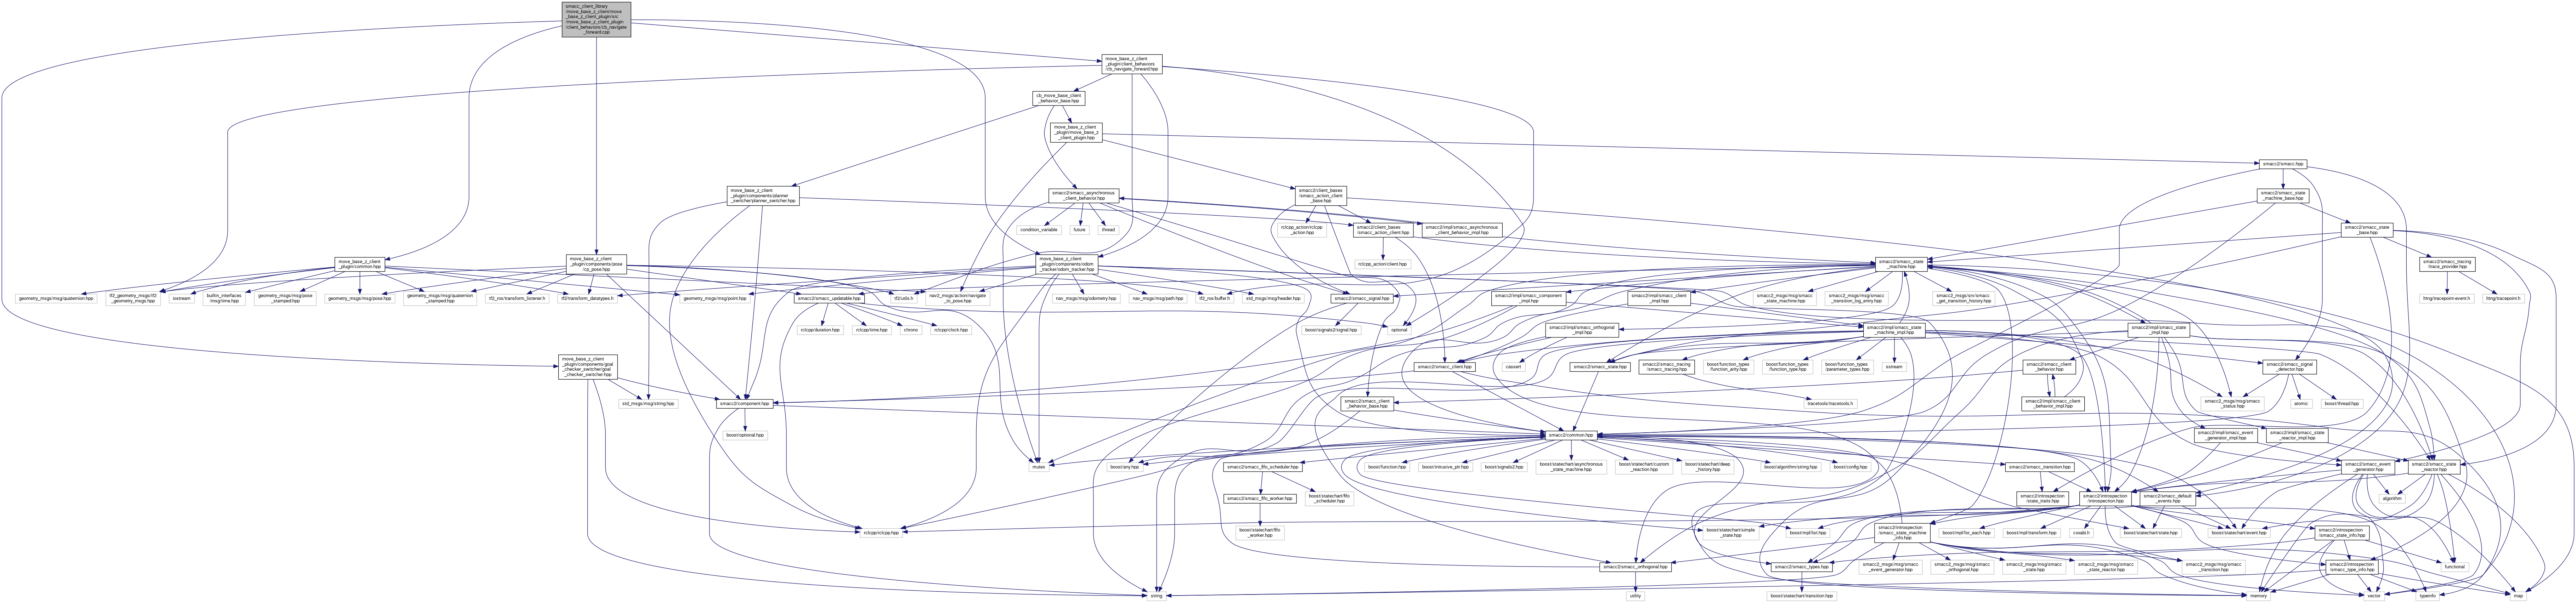 smacc_client_library
/move_base_z_client/move
_base_z_client_plugin/src
/move_base_z_client_plugin
/client_behaviors/cb_navigate
_forward.cpp
move_base_z_client
_plugin/client_behaviors
/cb_navigate_forward.hpp
cb_move_base_client
_behavior_base.hpp
move_base_z_client
_plugin/move_base_z
_client_plugin.hpp
smacc2/smacc.hpp
move_base_z_client
_plugin/components/planner
_switcher/planner_switcher.hpp
smacc2/smacc_asynchronous
_client_behavior.hpp
smacc2/client_bases
/smacc_action_client
_base.hpp
smacc2/smacc_state
_machine_base.hpp
condition_variable
future
thread
rclcpp_action/rclcpp
_action.hpp
smacc2/client_bases
/smacc_action_client.hpp
smacc2/impl/smacc_asynchronous
_client_behavior_impl.hpp
smacc2/smacc_state
_base.hpp
move_base_z_client
_plugin/common.hpp
move_base_z_client
_plugin/components/pose
/cp_pose.hpp
move_base_z_client
_plugin/components/odom
_tracker/odom_tracker.hpp
rclcpp_action/client.hpp
smacc2/smacc_state
_machine.hpp
smacc2/smacc_tracing
/trace_provider.hpp
geometry_msgs/msg/quaternion.hpp
tf2_geometry_msgs/tf2
_geometry_msgs.hpp
iostream
builtin_interfaces
/msg/time.hpp
geometry_msgs/msg/pose
_stamped.hpp
geometry_msgs/msg/pose.hpp
geometry_msgs/msg/quaternion
_stamped.hpp
tf2_ros/transform_listener.h
tf2/transform_datatypes.h
geometry_msgs/msg/point.hpp
smacc2/smacc_updatable.hpp
tf2/utils.h
nav2_msgs/action/navigate
_to_pose.hpp
nav_msgs/msg/odometry.hpp
nav_msgs/msg/path.hpp
tf2_ros/buffer.h
std_msgs/msg/header.hpp
smacc2/smacc_signal.hpp
smacc2/impl/smacc_component
_impl.hpp
smacc2/impl/smacc_client
_impl.hpp
smacc2_msgs/msg/smacc
_state_machine.hpp
smacc2_msgs/msg/smacc
_transition_log_entry.hpp
smacc2_msgs/src/smacc
_get_transition_history.hpp
lttng/tracepoint-event.h
lttng/tracepoint.h
rclcpp/duration.hpp
rclcpp/time.hpp
chrono
rclcpp/clock.hpp
boost/signals2/signal.hpp
optional
smacc2/impl/smacc_orthogonal
_impl.hpp
smacc2/impl/smacc_state
_machine_impl.hpp
smacc2/impl/smacc_state
_impl.hpp
move_base_z_client
_plugin/components/goal
_checker_switcher/goal
_checker_switcher.hpp
smacc2/smacc_client.hpp
cassert
smacc2/smacc_state.hpp
smacc2/smacc_tracing
/smacc_tracing.hpp
boost/function_types
/function_arity.hpp
boost/function_types
/function_type.hpp
boost/function_types
/parameter_types.hpp
sstream
smacc2/smacc_client
_behavior.hpp
smacc2/smacc_signal
_detector.hpp
std_msgs/msg/string.hpp
smacc2/component.hpp
smacc2/smacc_client
_behavior_base.hpp
tracetools/tracetools.h
smacc2/impl/smacc_client
_behavior_impl.hpp
smacc2_msgs/msg/smacc
_status.hpp
atomic
boost/thread.hpp
boost/optional.hpp
smacc2/common.hpp
smacc2/impl/smacc_event
_generator_impl.hpp
smacc2/impl/smacc_state
_reactor_impl.hpp
mutex
boost/any.hpp
smacc2/smacc_fifo_scheduler.hpp
boost/function.hpp
boost/intrusive_ptr.hpp
boost/signals2.hpp
boost/statechart/asynchronous
_state_machine.hpp
boost/statechart/custom
_reaction.hpp
boost/statechart/deep
_history.hpp
boost/algorithm/string.hpp
boost/config.hpp
smacc2/smacc_transition.hpp
smacc2/smacc_event
_generator.hpp
smacc2/smacc_state
_reactor.hpp
smacc2/smacc_fifo_worker.hpp
boost/statechart/fifo
_scheduler.hpp
smacc2/introspection
/state_traits.hpp
smacc2/introspection
/introspection.hpp
smacc2/smacc_default
_events.hpp
algorithm
rclcpp/rclcpp.hpp
boost/statechart/fifo
_worker.hpp
boost/statechart/simple
_state.hpp
boost/mpl/list.hpp
smacc2/introspection
/smacc_state_machine
_info.hpp
boost/mpl/for_each.hpp
boost/mpl/transform.hpp
cxxabi.h
boost/statechart/state.hpp
boost/statechart/event.hpp
smacc2/introspection
/smacc_state_info.hpp
smacc2/smacc_orthogonal.hpp
smacc2/smacc_types.hpp
smacc2_msgs/msg/smacc
_event_generator.hpp
smacc2_msgs/msg/smacc
_orthogonal.hpp
smacc2_msgs/msg/smacc
_state.hpp
smacc2_msgs/msg/smacc
_state_reactor.hpp
smacc2_msgs/msg/smacc
_transition.hpp
smacc2/introspection
/smacc_type_info.hpp
functional
string
utility
boost/statechart/transition.hpp
memory
vector
typeinfo
map